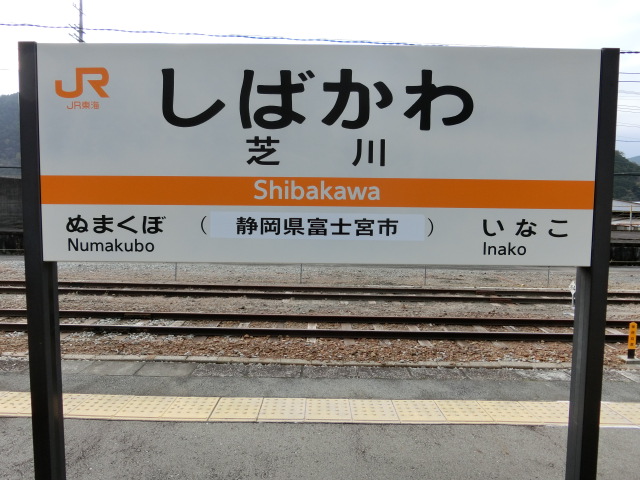 JR
JR東海
しばかわ
芝川
Shibakawa
ぬまくぼ (静岡県富士宮市) いなこ
Numakubo Inako